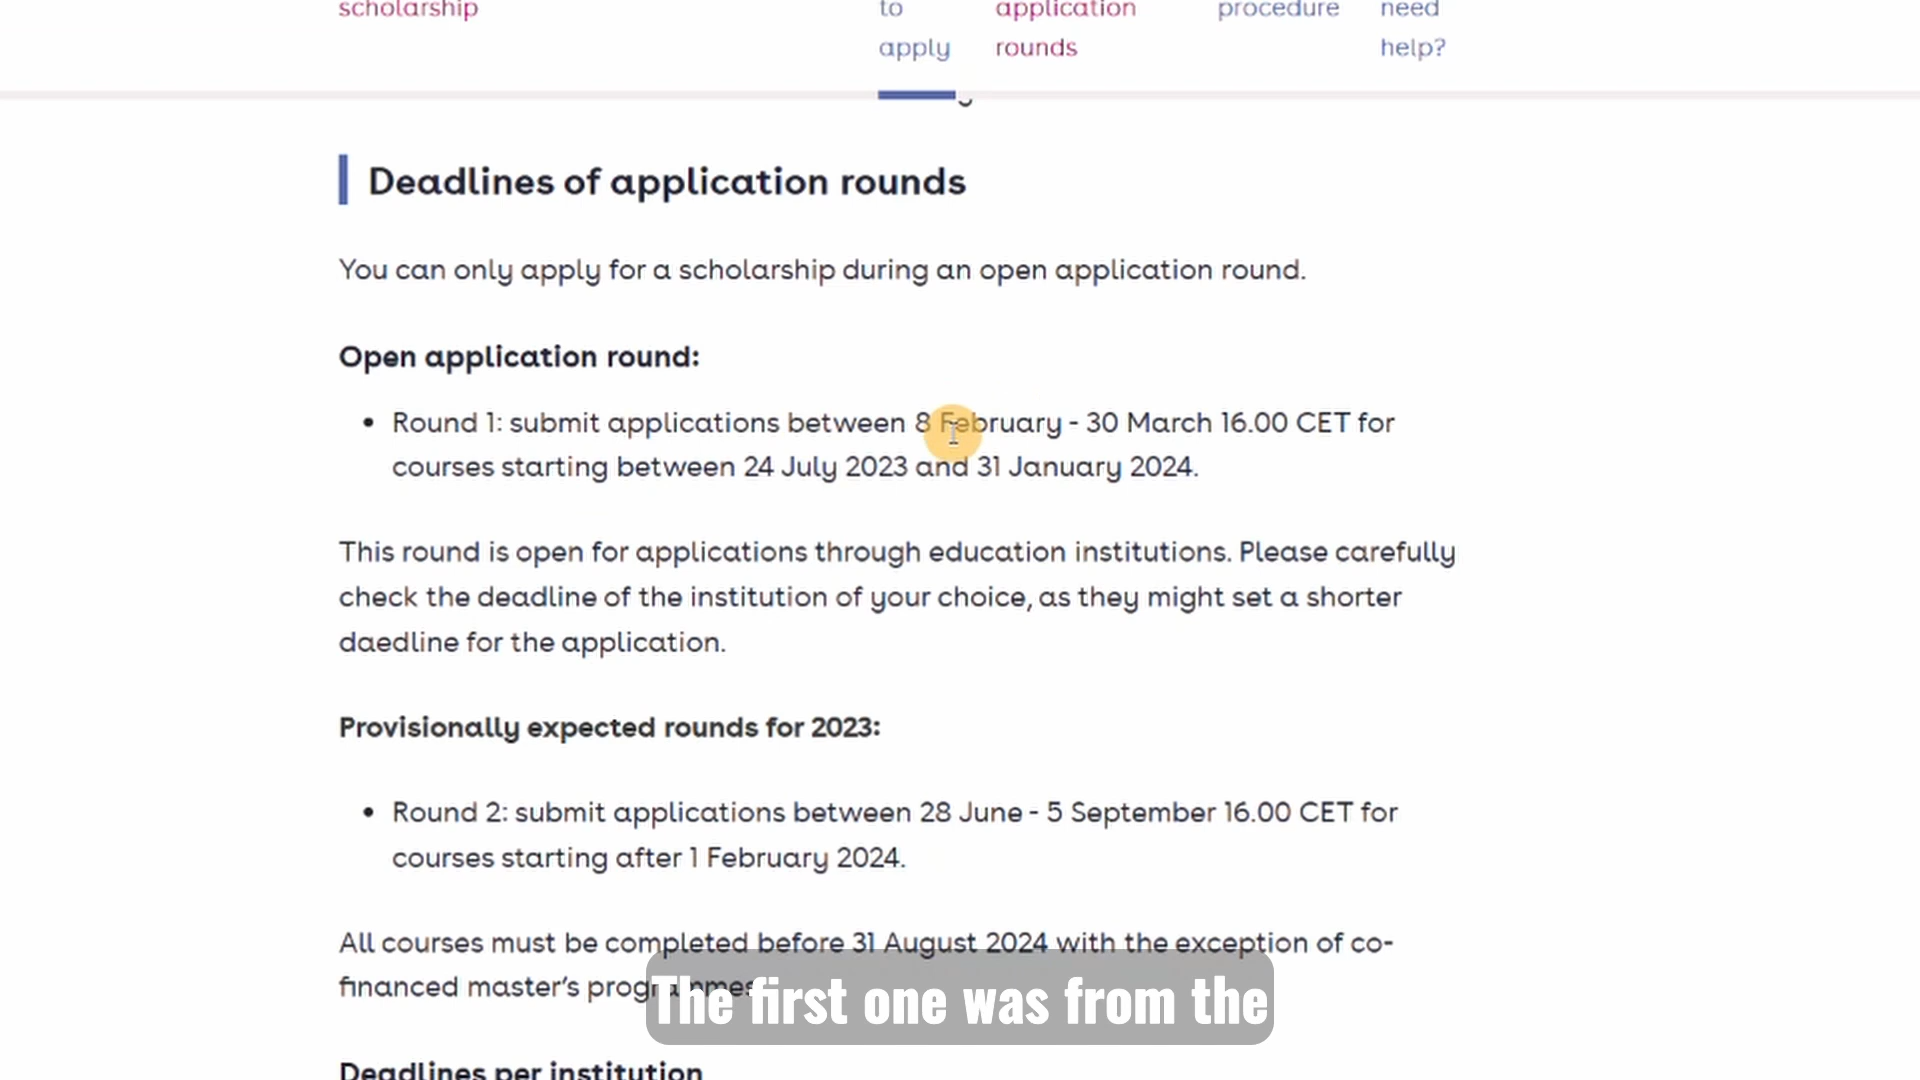 scholarship to application procedure need
apply rounds help?
Deadlines of application rounds
You can only apply for a scholarship during an open application round.
Open application round:
• Round 1: submit applications between 8 February - 30 March 16.00 CET for
courses starting between 24 July 2023 and 31 January 2024.
This round is open for applications through education institutions. Please carefully
check the deadline of the institution of your choice, as they might set a shorter
daedline for the application.
Provisionally expected rounds for 2023:
• Round 2: submit applications between 28 June - 5 September 16.00 CET for
courses starting after 1 February 2024.
All courses must be completed before 31 August 2024 with the exception of co-
financed master's programmes
The first one was from the
Deadlines per institution